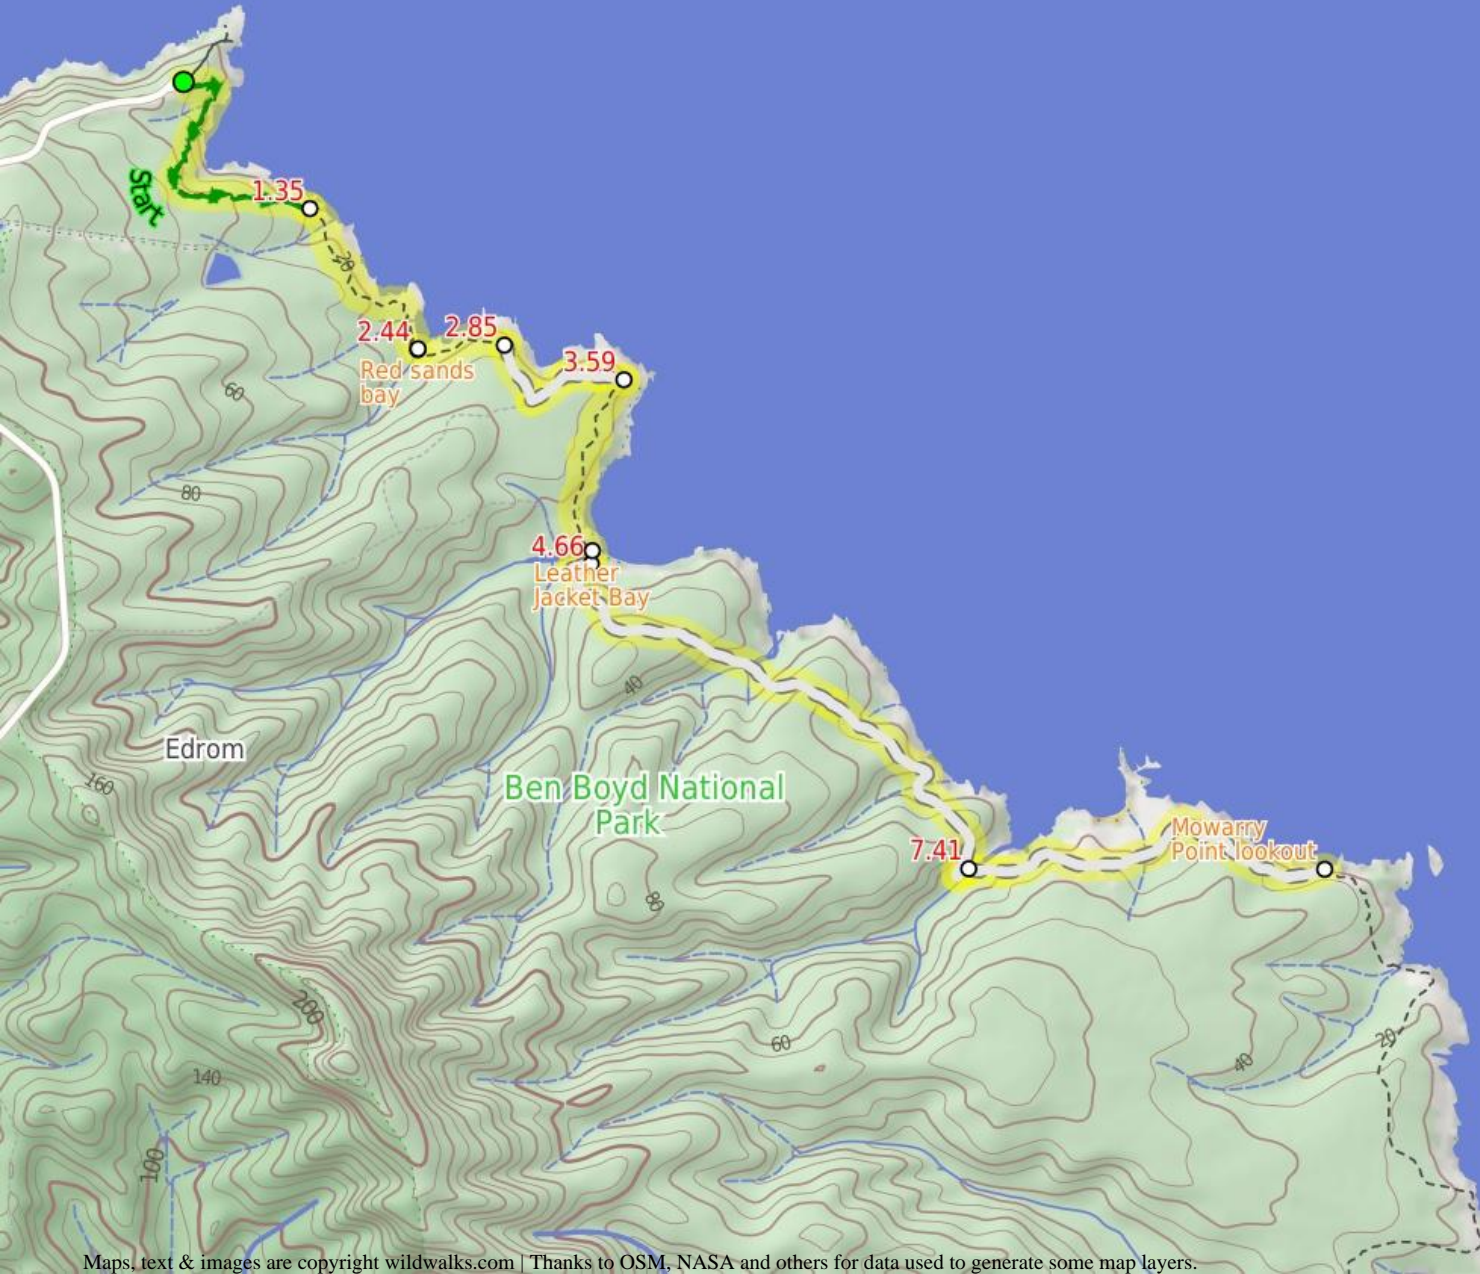 Start
1.35
20
2.44
2.85
3.59
Red sands
bay
60
80
4.66
Leather
Jacket Bay
40
Edrom
160
Ben Boyd National
Park
7.41
Mowarry
Point lookout
80
200
60
20
40
140
100
Maps, text & images are copyright wildwalks.com | Thanks to OSM, NASA and others for data used to generate some map layers.